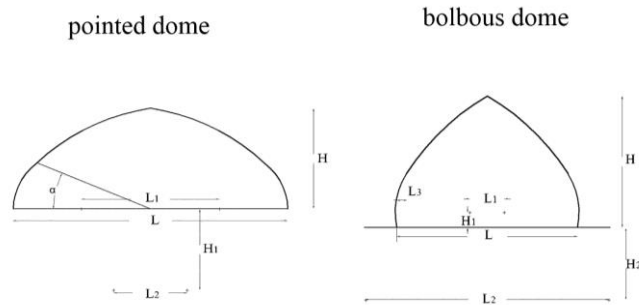 pointed dome
bolbous dome
H
α
L1
L
H1
L2
H
L3
L1
H1
L
H2
L2